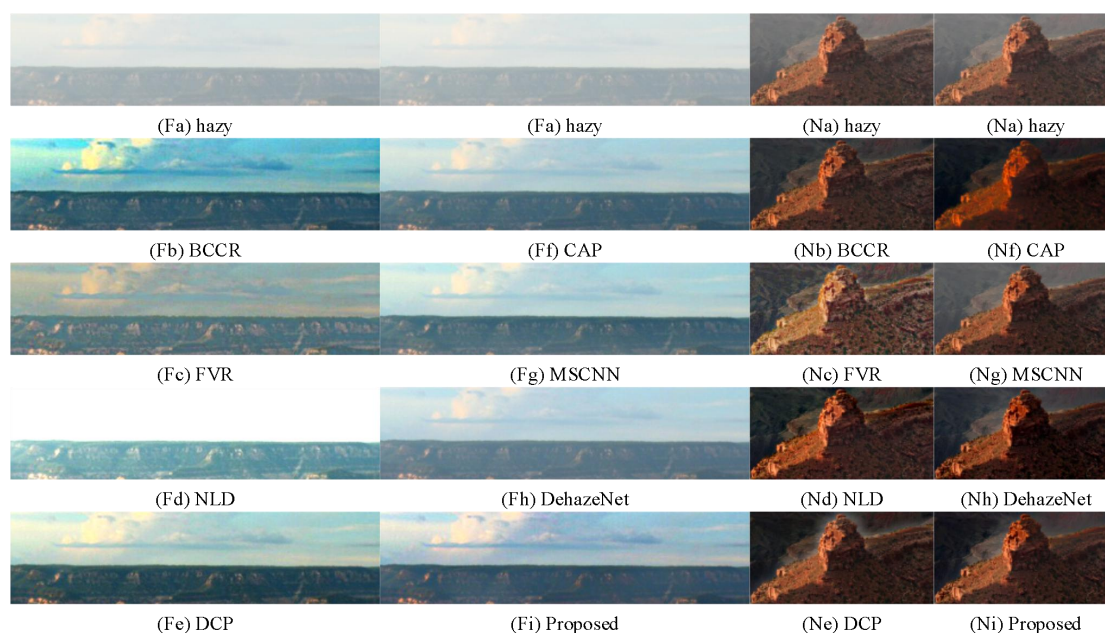 (Fa) hazy (Fa) hazy (Na) hazy (Na) hazy
(Fb) BCCR (Ff) CAP (Nb) BCCR (Nf) CAP
(Fc) FVR (Fg) MSCNN (Nc) FVR (Ng) MSCNN
(Fd) NLD (Fh) DehazeNet (Nd) NLD (Nh) DehazeNet
(Fe) DCP (Fi) Proposed (Ne) DCP (Ni) Proposed